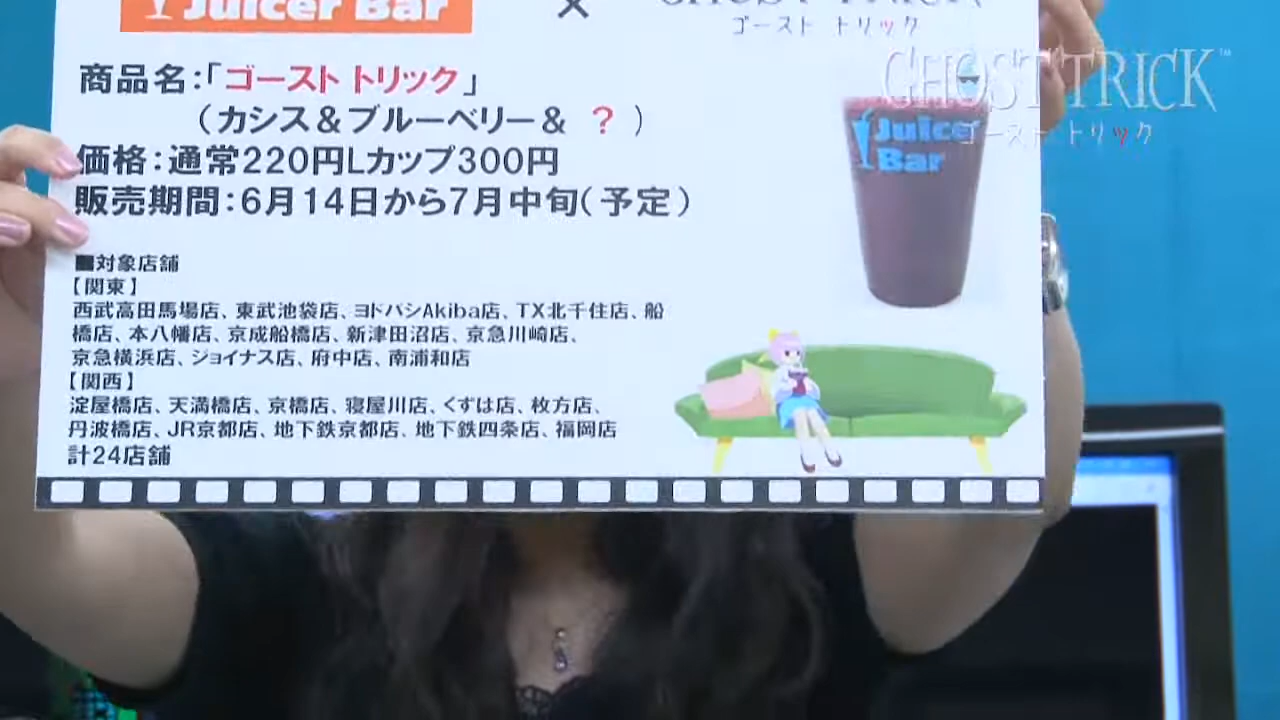 Juicer Bar × GHOST TRICK
ゴースト トリック
GHOST TRICK™
ゴースト トリック
商品名:「ゴースト トリック」
(カシス&ブルーベリー& ? )
価格:通常220円Lカップ300円
販売期間:6月14日から7月中旬(予定)
Juicer
Bar
■対象店舗
【関東】
西武高田馬場店、東武池袋店、ヨドバシAkiba店、TX北千住店、船
橋店、本八幡店、京成船橋店、新津田沼店、京急川崎店、
京急横浜店、ジョイナス店、府中店、南浦和店
【関西】
淀屋橋店、天満橋店、京橋店、寝屋川店、くずは店、枚方店、
丹波橋店、JR京都店、地下鉄京都店、地下鉄四条店、福岡店
計24店舗